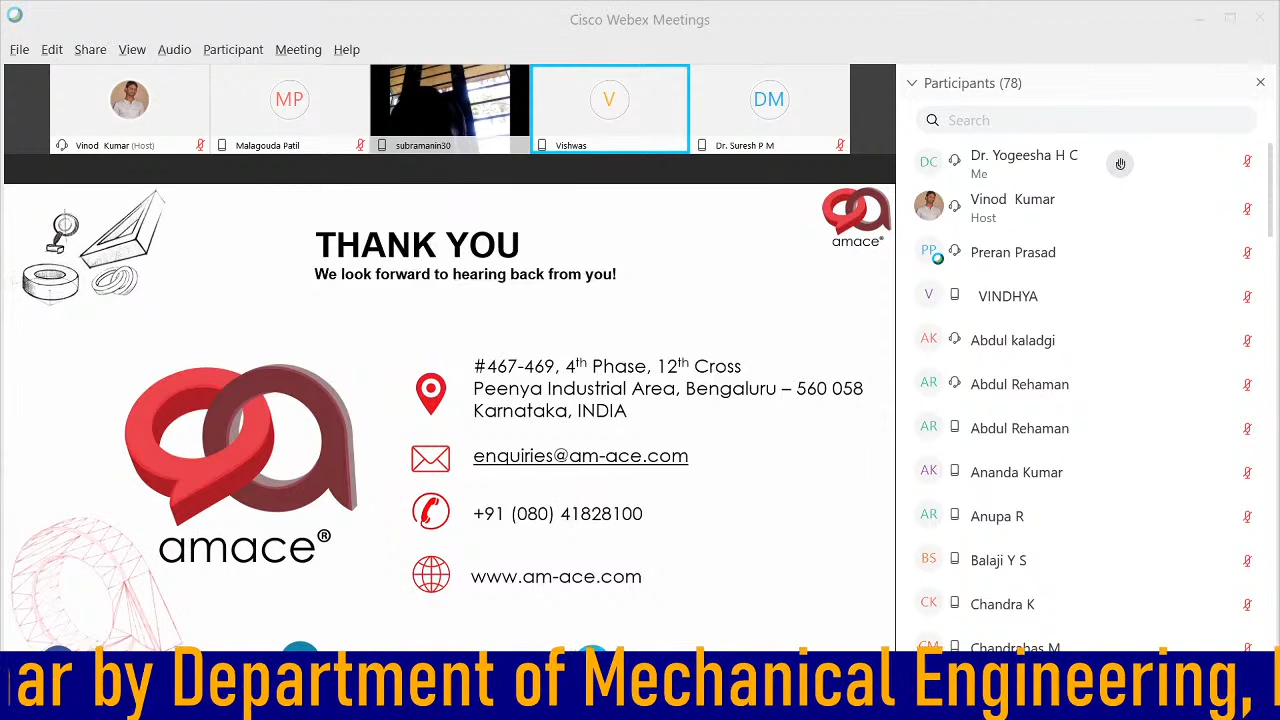 Cisco Webex Meetings
File Edit Share View Audio Participant Meeting Help
Vinod Kumar (Host)
MP
Malagouda Patil
subramanin30
V
Vishwas
DM
Dr. Suresh P M
Participants (78)
Search
DC Dr. Yogeesha H C
Me
Vinod Kumar
Host
PP Preran Prasad
V VINDHYA
AK Abdul kaladgi
AR Abdul Rehaman
AR Abdul Rehaman
AK Ananda Kumar
AR Anupa R
BS Balaji Y S
CK Chandra K
CM Chandrahas M
amace®
THANK YOU
We look forward to hearing back from you!
amace®
#467-469, 4th Phase, 12th Cross
Peenya Industrial Area, Bengaluru – 560 058
Karnataka, INDIA
enquiries@am-ace.com
+91 (080) 41828100
www.am-ace.com
ar by Department of Mechanical Engineering,